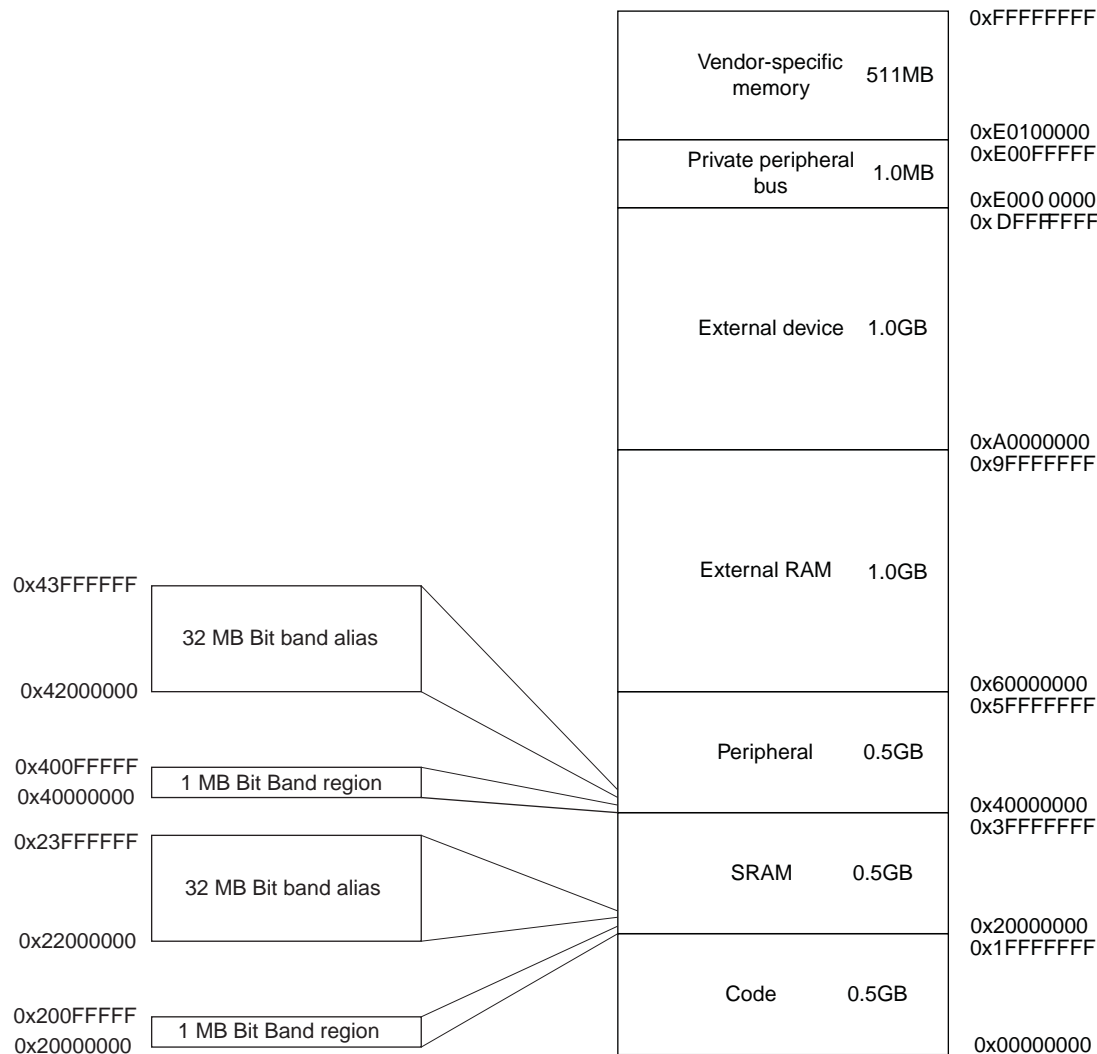 0xFFFFFFFF
Vendor-specific
memory
511MB
0xE0100000
0xE00FFFFF
Private peripheral
bus
1.0MB
0xE000 0000
0x DFFFFFFF
External device
1.0GB
0xA0000000
0x9FFFFFFF
External RAM
1.0GB
0x60000000
0x5FFFFFFF
Peripheral
0.5GB
0x40000000
0x3FFFFFFF
SRAM
0.5GB
0x20000000
0x1FFFFFFF
Code
0.5GB
0x00000000
0x43FFFFFF
32 MB Bit band alias
0x42000000
0x400FFFFF
1 MB Bit Band region
0x40000000
0x23FFFFFF
32 MB Bit band alias
0x22000000
0x200FFFFF
1 MB Bit Band region
0x20000000